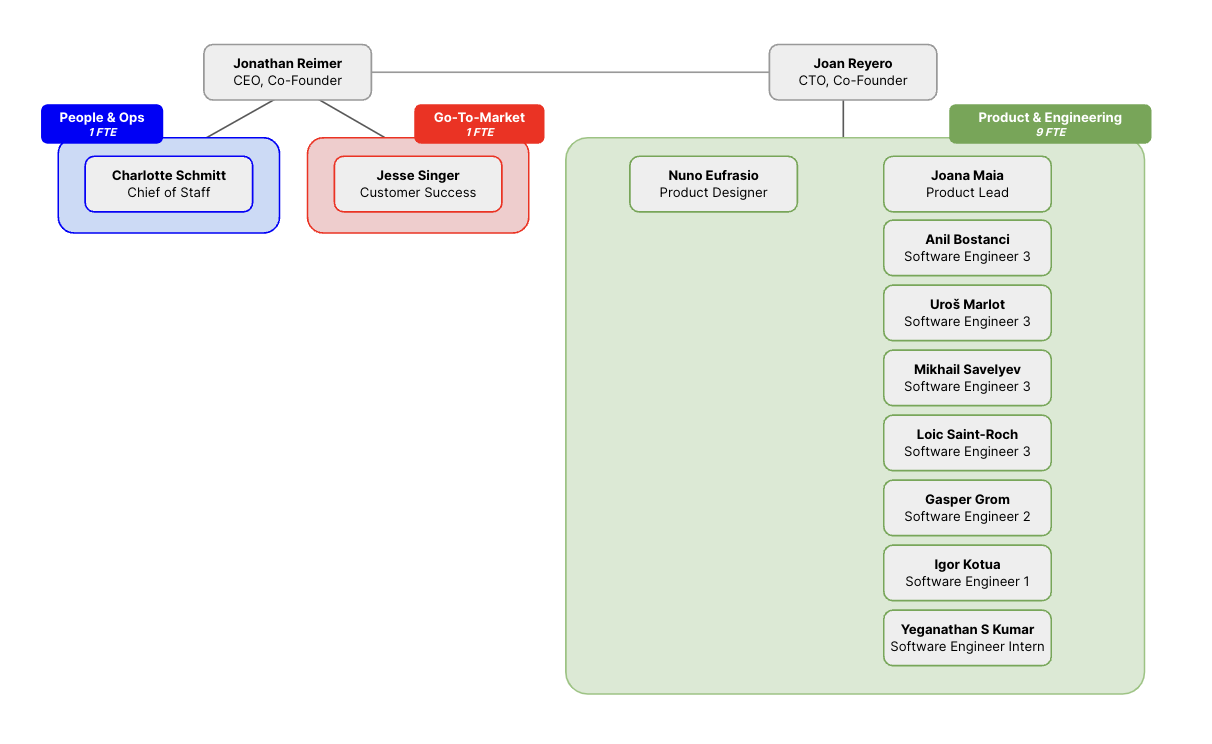 Jonathan Reimer
CEO, Co-Founder
Joan Reyero
CTO, Co-Founder
People & Ops
1 FTE
Charlotte Schmitt
Chief of Staff
Go-To-Market
1 FTE
Jesse Singer
Customer Success
Product & Engineering
9 FTE
Nuno Eufrasio
Product Designer
Joana Maia
Product Lead
Anil Bostanci
Software Engineer 3
Uroš Marlot
Software Engineer 3
Mikhail Savelyev
Software Engineer 3
Loic Saint-Roch
Software Engineer 3
Gasper Grom
Software Engineer 2
Igor Kotua
Software Engineer 1
Yeganathan S Kumar
Software Engineer Intern